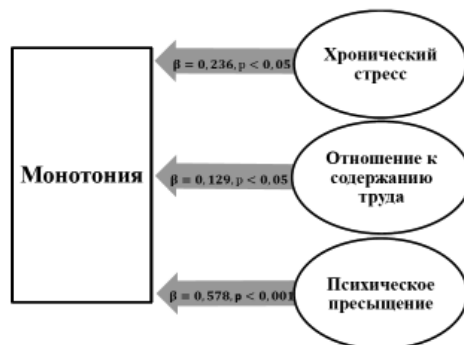 Хронический
стресс
β = 0,236, p < 0,05
Монотония
Отношение к
содержанию
труда
β = 0,129, p < 0,05
Психическое
пресыщение
β = 0,578, p < 0,001